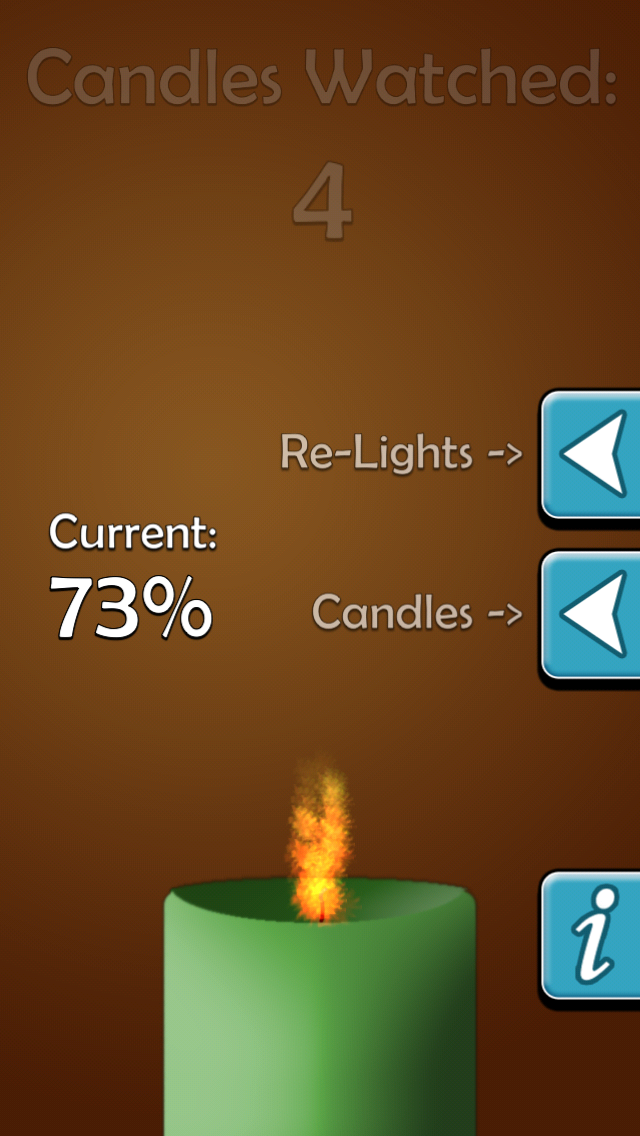 Candles Watched:
4
Re-Lights ->
Current:
73%
Candles ->
i